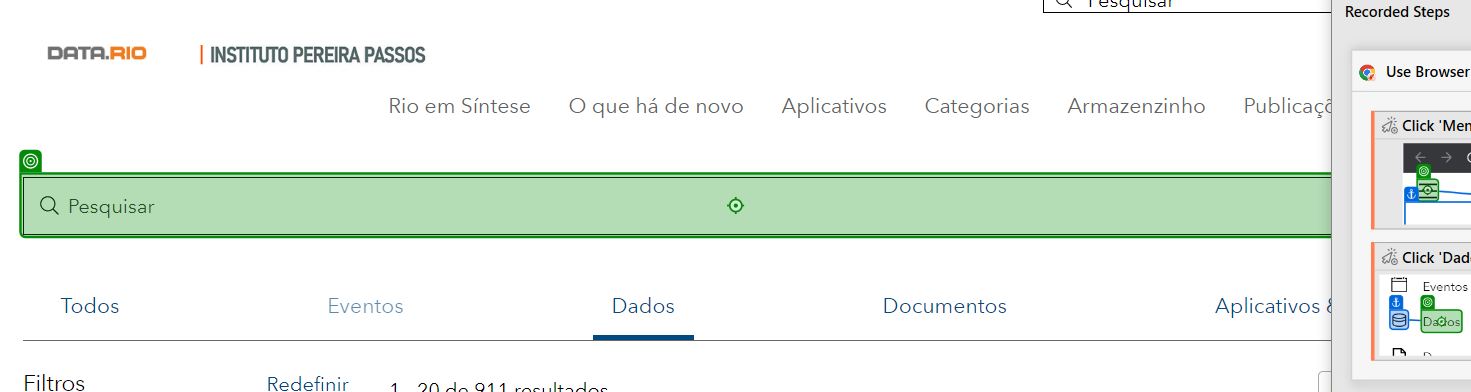 Pesquisar
Recorded Steps
DATA.RIO
INSTITUTO PEREIRA PASSOS
Use Browser
Rio em Síntese
O que há de novo
Aplicativos
Categorias
Armazenzinho
Publicaçõ
Click 'Men
Pesquisar
Click 'Dad
Eventos
Dados
Todos
Eventos
Dados
Documentos
Aplicativos &
Filtros
Redefinir
1 - 20 de 911 resultados